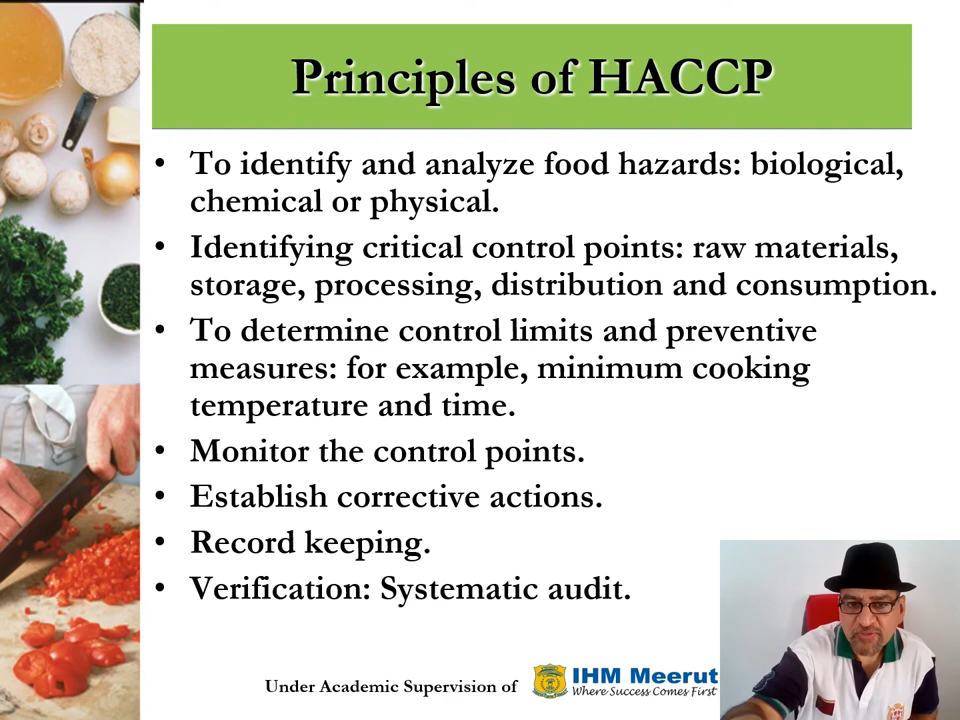 Principles of HACCP
• To identify and analyze food hazards: biological,
chemical or physical.
• Identifying critical control points: raw materials,
storage, processing, distribution and consumption.
• To determine control limits and preventive
measures: for example, minimum cooking
temperature and time.
• Monitor the control points.
• Establish corrective actions.
• Record keeping.
• Verification: Systematic audit.
Under Academic Supervision of
IHM Meerut
Where Success Comes First